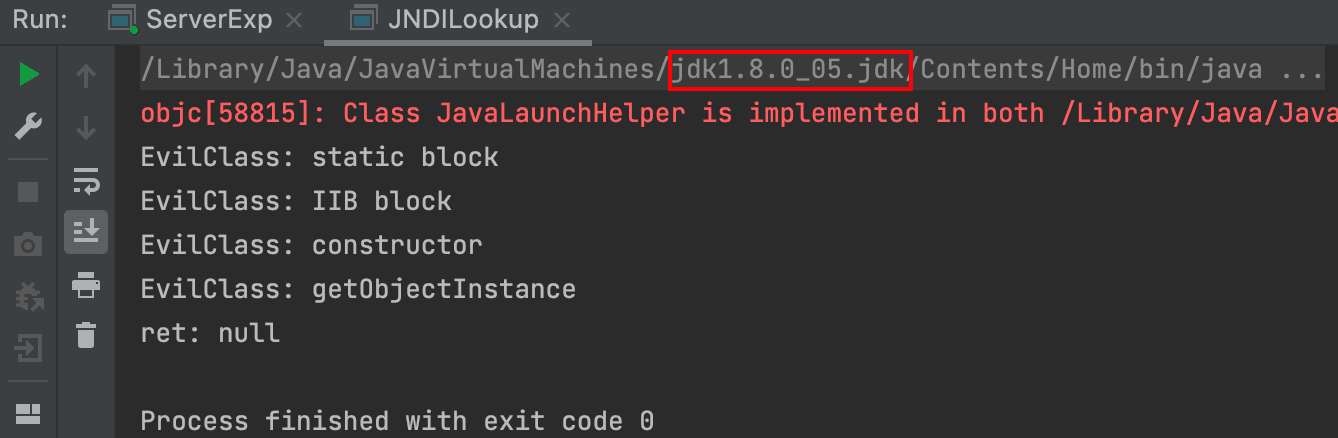 Run: ServerExp JNDILookup
/Library/Java/JavaVirtualMachines/jdk1.8.0_05.jdk/Contents/Home/bin/java ...
objc[58815]: Class JavaLaunchHelper is implemented in both /Library/Java/Java
EvilClass: static block
EvilClass: IIB block
EvilClass: constructor
EvilClass: getObjectInstance
ret: null
Process finished with exit code 0